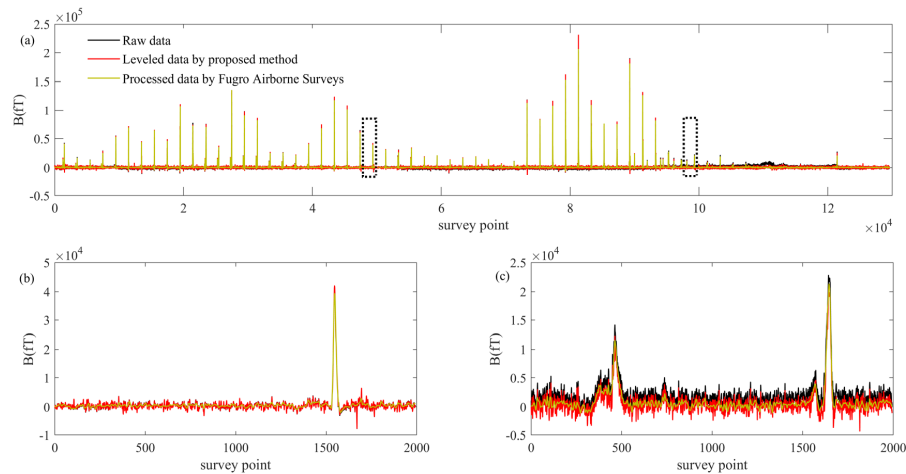 ×10^5
2.5
(a)
Raw data
2
Leveled data by proposed method
1.5
Processed data by Fugro Airborne Surveys
B(fT)
1
0.5
0
-0.5
0 2 4 6 8 10 12
survey point ×10^4
×10^4
5
(b)
4
3
B(fT)
2
1
0
-1
0 500 1000 1500 2000
survey point
×10^4
2.5
(c)
2
1.5
B(fT)
1
0.5
0
-0.5
0 500 1000 1500 2000
survey point